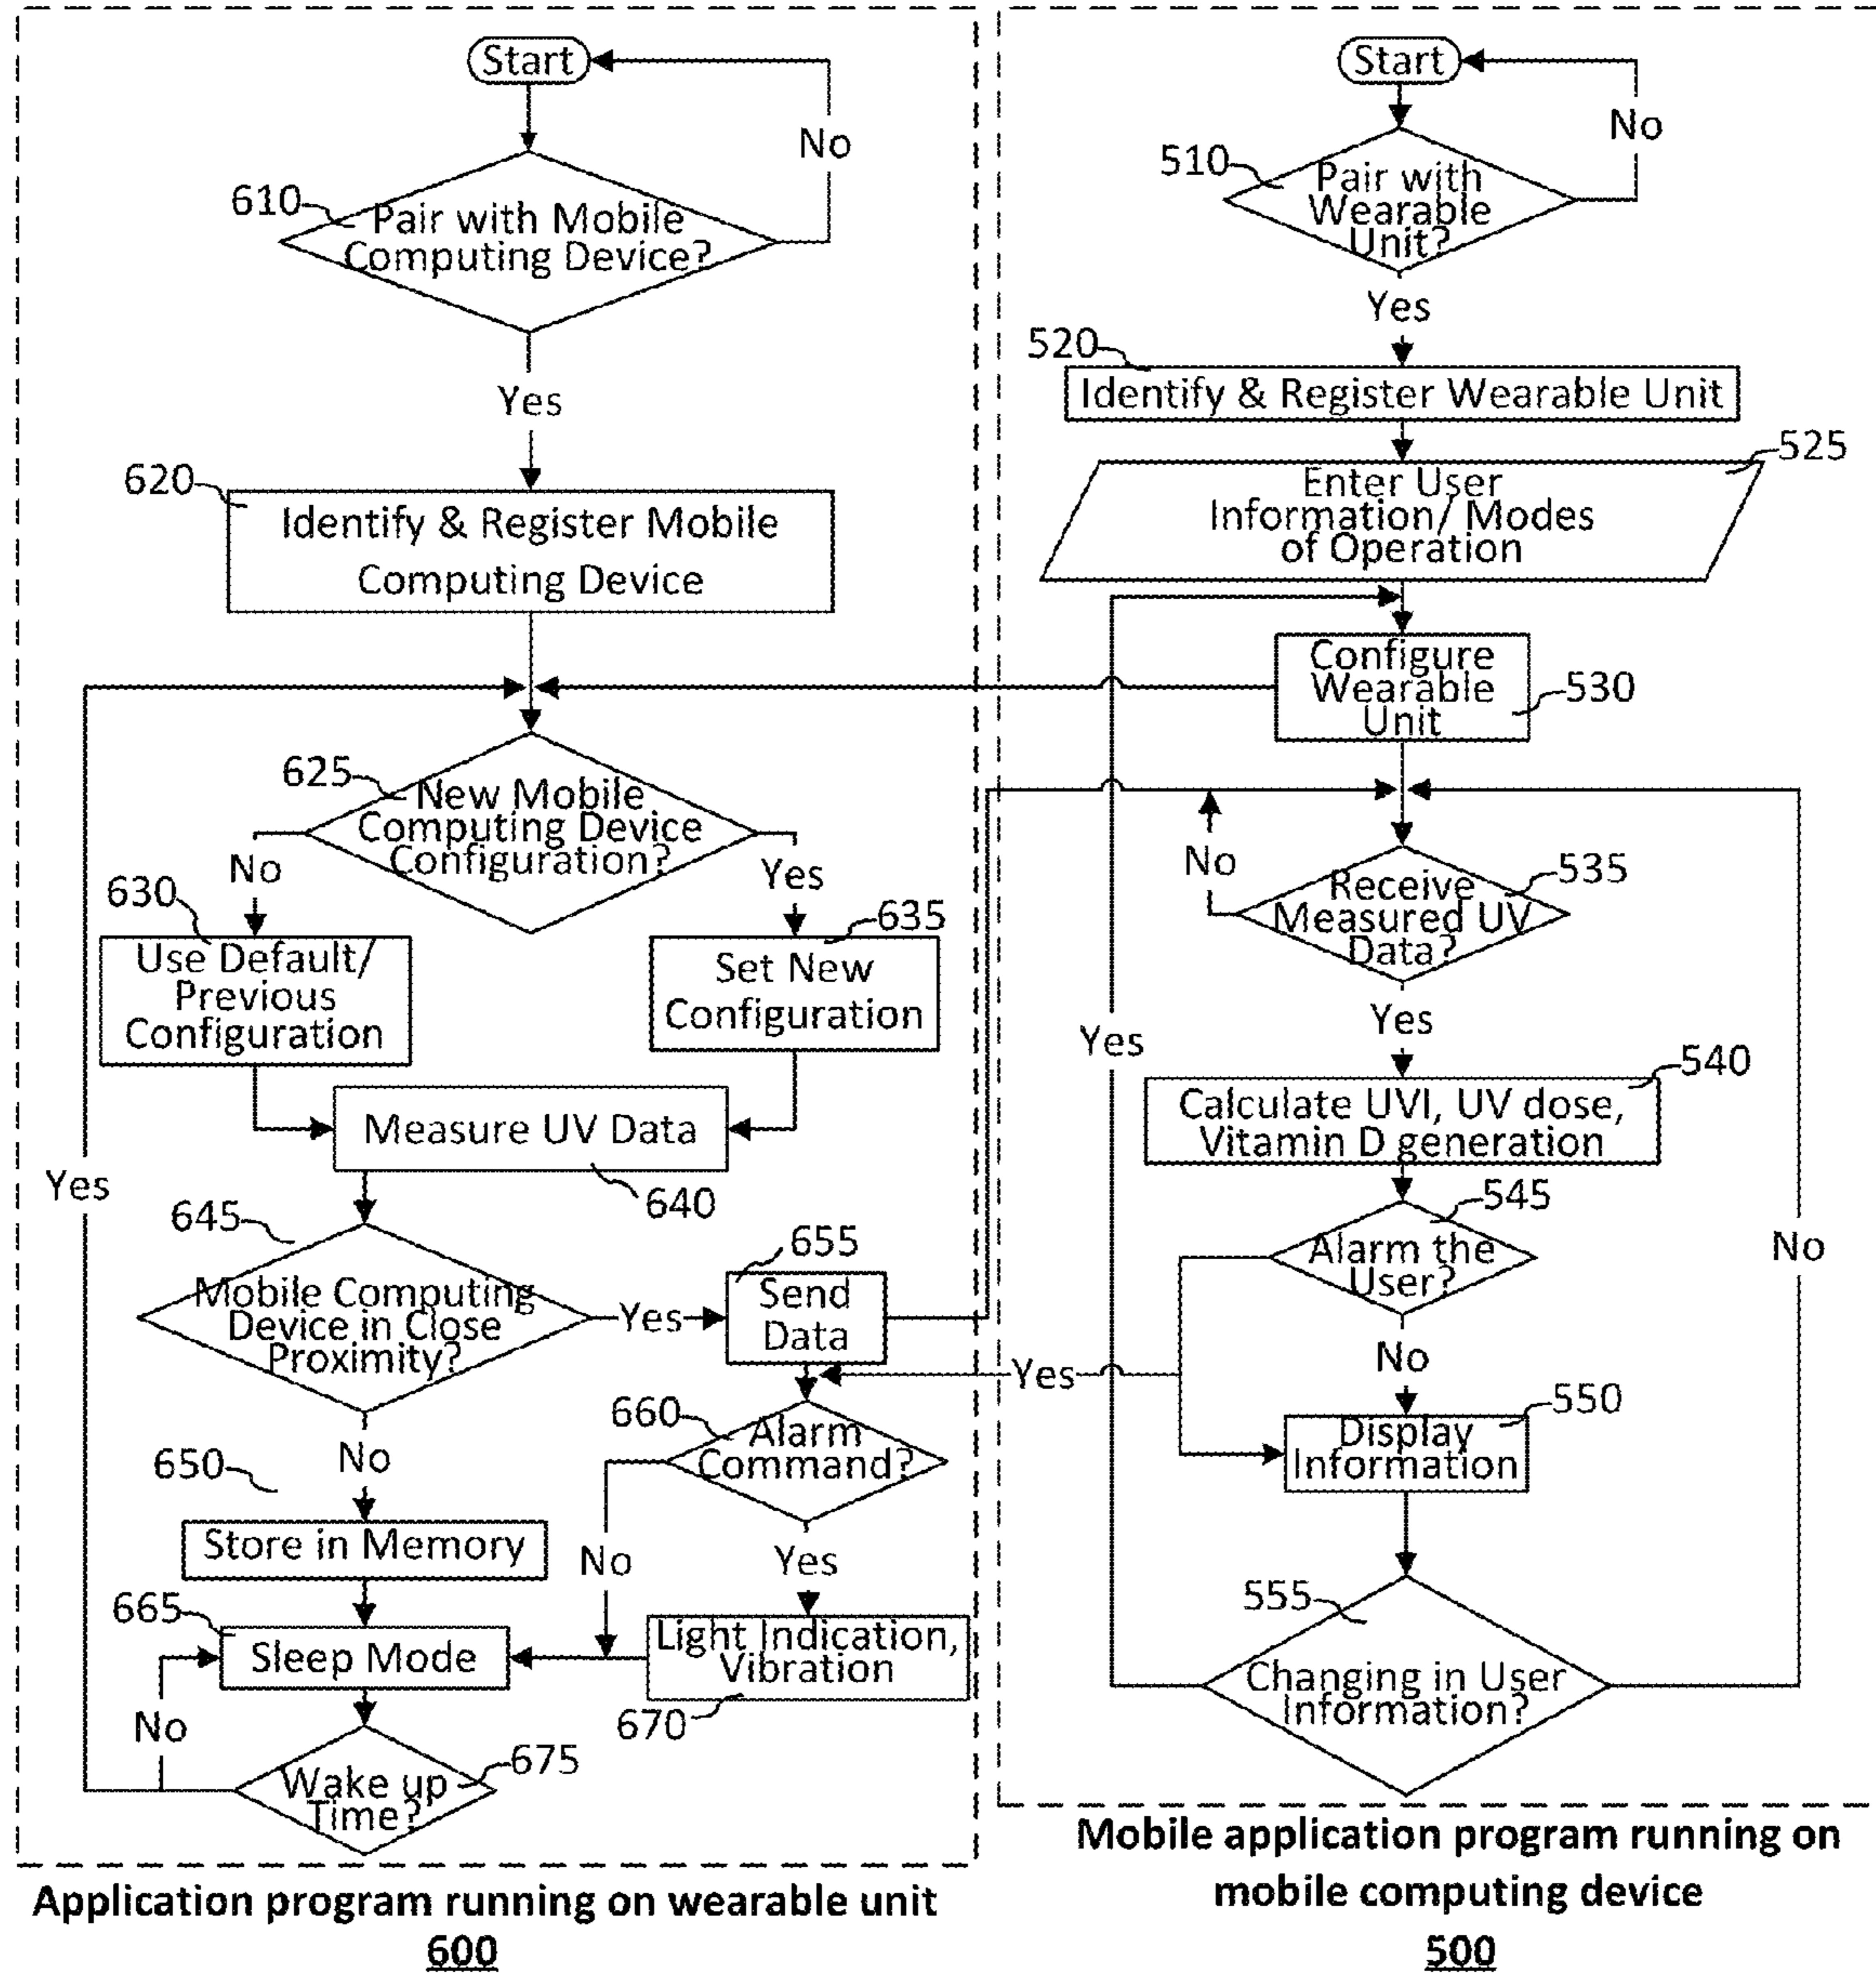 Start
No
610
Pair with Mobile
Computing Device?
Yes
620
Identify & Register Mobile
Computing Device
625
New Mobile
Computing Device
Configuration?
No
Yes
630
Use Default/
Previous
Configuration
635
Set New
Configuration
Measure UV Data
640
Yes
645
Mobile Computing
Device in Close
Proximity?
Yes
655
Send
Data
No
650
Store in Memory
660
Alarm
Command?
No
Yes
665
Sleep Mode
Light Indication,
Vibration
670
No
675
Wake up
Time?
Application program running on wearable unit
600
Start
No
510
Pair with
Wearable
Unit?
Yes
520
Identify & Register Wearable Unit
525
Enter User
Information/ Modes
of Operation
Configure
Wearable
Unit
530
No
535
Receive
Measured UV
Data?
Yes
Yes
540
Calculate UVI, UV dose,
Vitamin D generation
545
Alarm the
User?
No
No
Yes
550
Display
Information
555
Changing in User
Information?
Mobile application program running on
mobile computing device
500